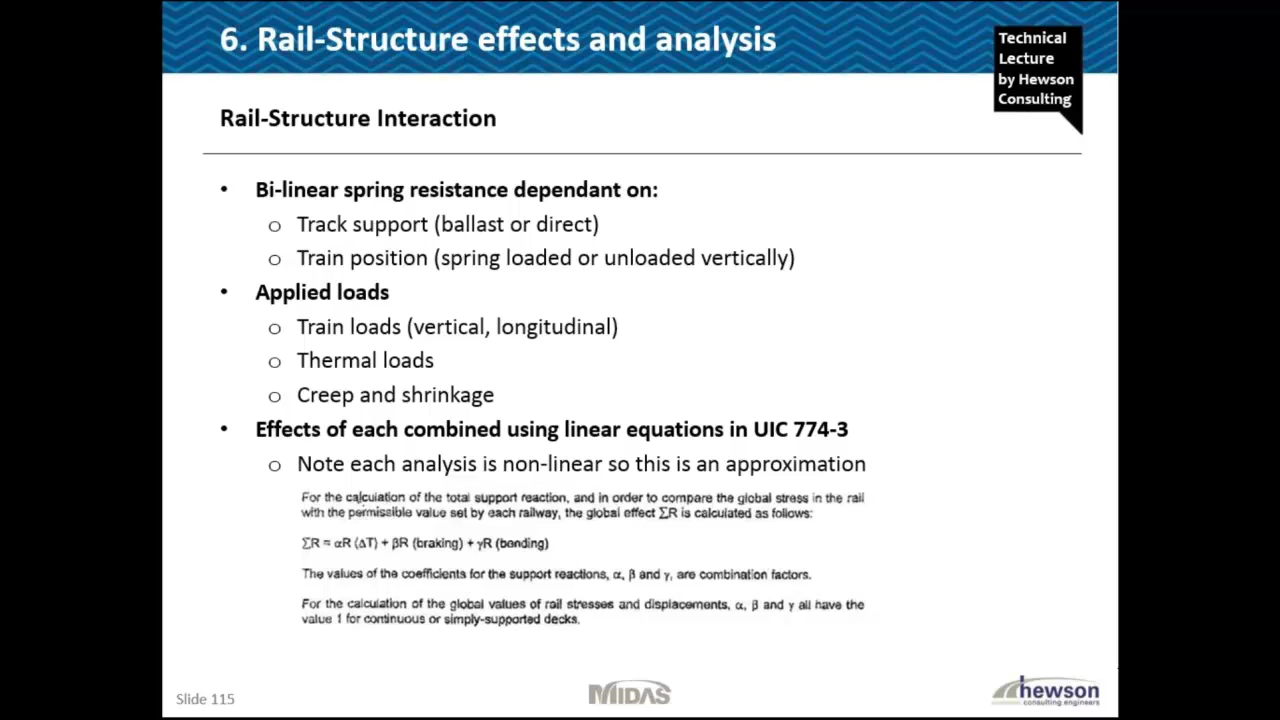 6. Rail-Structure effects and analysis
Technical
Lecture
by Hewson
Consulting
Rail-Structure Interaction
• Bi-linear spring resistance dependant on:
o Track support (ballast or direct)
o Train position (spring loaded or unloaded vertically)
• Applied loads
o Train loads (vertical, longitudinal)
o Thermal loads
o Creep and shrinkage
• Effects of each combined using linear equations in UIC 774-3
o Note each analysis is non-linear so this is an approximation
For the calculation of the total support reaction, and in order to compare the global stress in the rail
with the permissible value set by each railway, the global effect ΣR is calculated as follows:
ΣR = αR (ΔT) + βR (braking) + γR (bending)
The values of the coefficients for the support reactions, α, β and γ, are combination factors.
For the calculation of the global values of rail stresses and displacements, α, β and γ all have the
value 1 for continuous or simply-supported decks.
Slide 115
MIDAS
hewson
consulting engineers